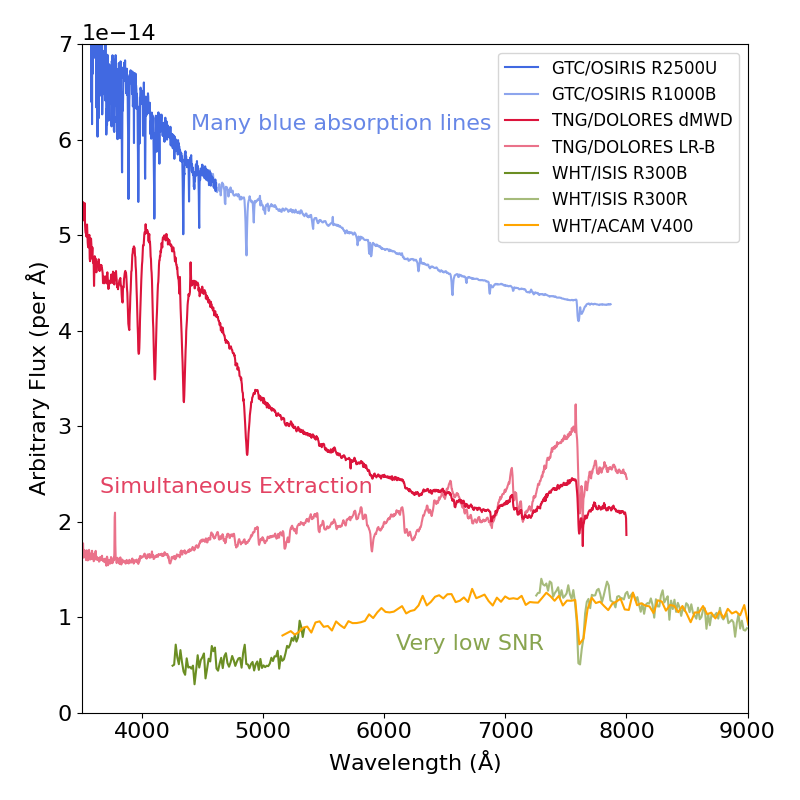 1e−14
7
6
5
4
3
2
1
0
Arbitrary Flux (per Å)
Many blue absorption lines
GTC/OSIRIS R2500U
GTC/OSIRIS R1000B
TNG/DOLORES dMWD
TNG/DOLORES LR-B
WHT/ISIS R300B
WHT/ISIS R300R
WHT/ACAM V400
Simultaneous Extraction
Very low SNR
4000 5000 6000 7000 8000 9000
Wavelength (Å)